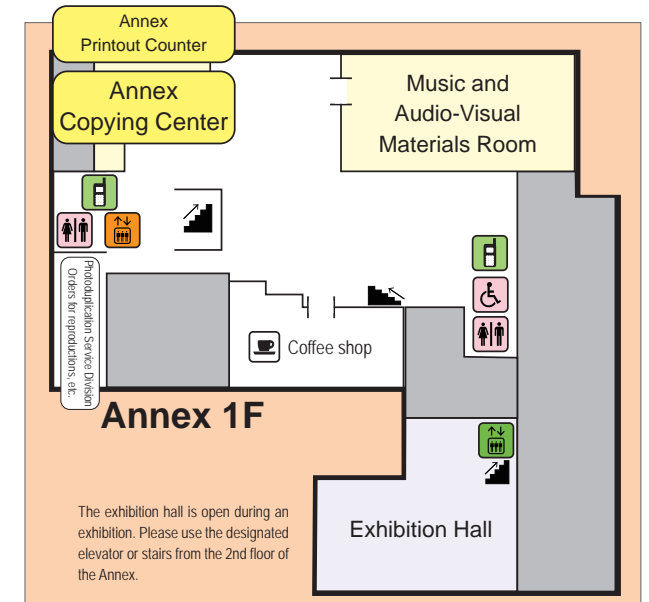 Annex
Printout Counter
Annex
Copying Center
Music and
Audio-Visual
Materials Room
Photoduplication Service Division
Orders for reproductions, etc.
Coffee shop
Annex 1F
The exhibition hall is open during an
exhibition. Please use the designated
elevator or stairs from the 2nd floor of
the Annex.
Exhibition Hall